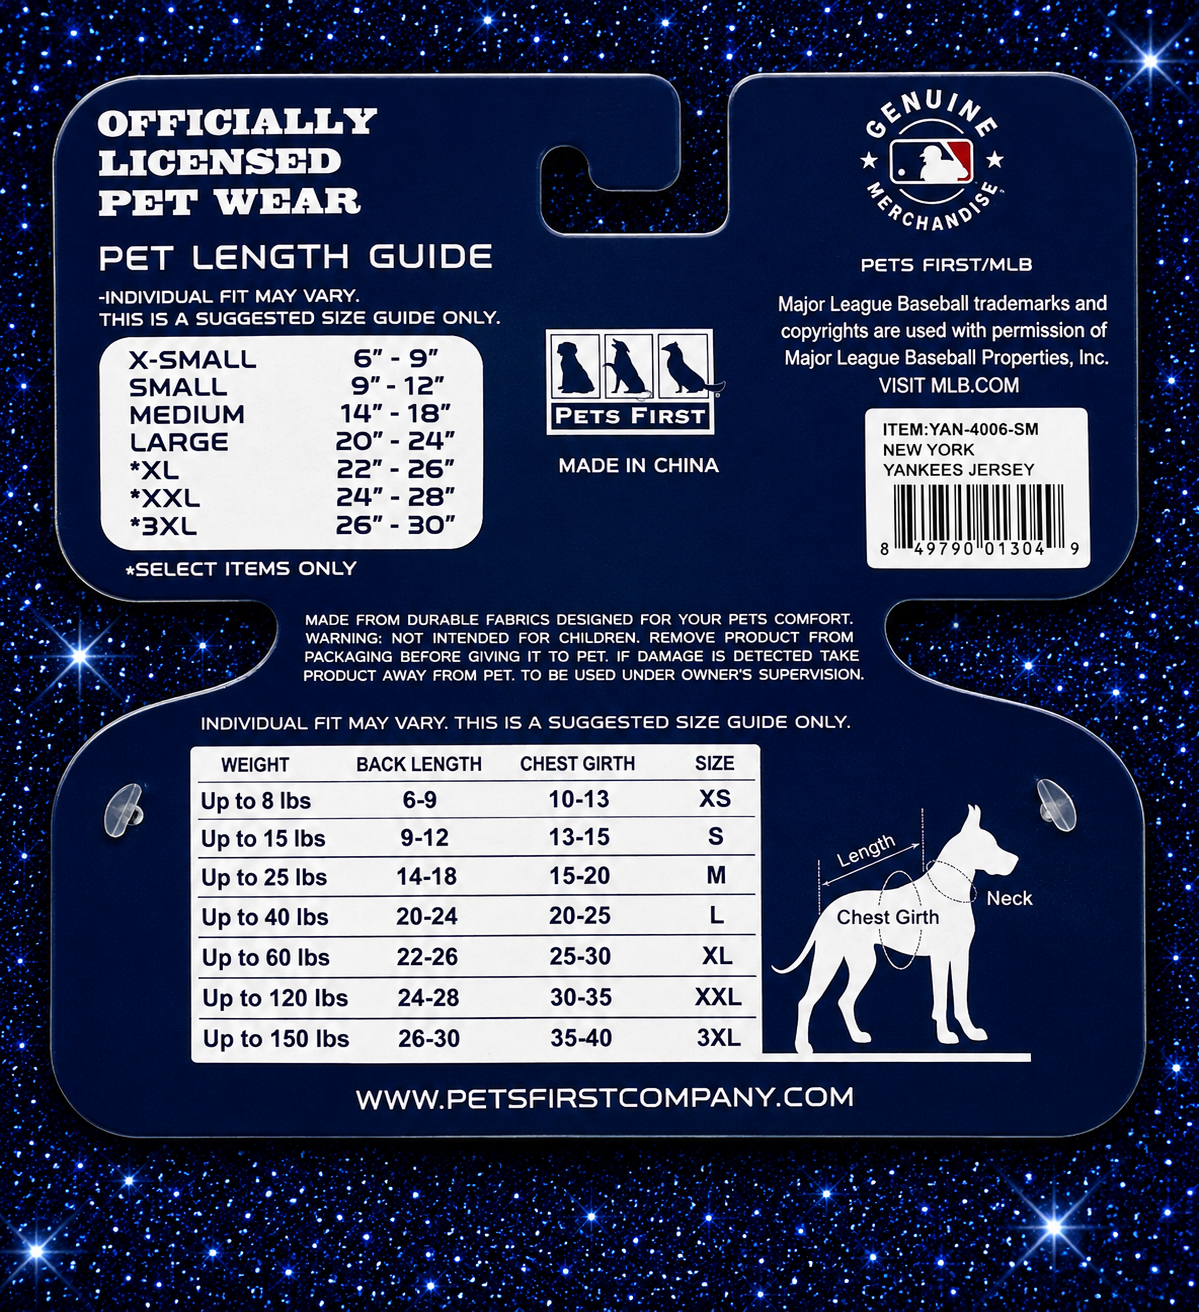 OFFICIALLY
LICENSED
PET WEAR
PET LENGTH GUIDE
-INDIVIDUAL FIT MAY VARY.
THIS IS A SUGGESTED SIZE GUIDE ONLY.
X-SMALL 6” - 9”
SMALL 9” - 12”
MEDIUM 14” - 18”
LARGE 20” - 24”
*XL 22” - 26”
*XXL 24” - 28”
*3XL 26” - 30”
*SELECT ITEMS ONLY
PETS FIRST
MADE IN CHINA
GENUINE
MERCHANDISE
PETS FIRST/MLB
Major League Baseball trademarks and
copyrights are used with permission of
Major League Baseball Properties, Inc.
VISIT MLB.COM
ITEM:YAN-4006-SM
NEW YORK
YANKEES JERSEY
8 49790 01304 9
MADE FROM DURABLE FABRICS DESIGNED FOR YOUR PETS COMFORT.
WARNING: NOT INTENDED FOR CHILDREN. REMOVE PRODUCT FROM
PACKAGING BEFORE GIVING IT TO PET. IF DAMAGE IS DETECTED TAKE
PRODUCT AWAY FROM PET. TO BE USED UNDER OWNER'S SUPERVISION.
INDIVIDUAL FIT MAY VARY. THIS IS A SUGGESTED SIZE GUIDE ONLY.
WEIGHT BACK LENGTH CHEST GIRTH SIZE
Up to 8 lbs 6-9 10-13 XS
Up to 15 lbs 9-12 13-15 S
Up to 25 lbs 14-18 15-20 M
Up to 40 lbs 20-24 20-25 L
Up to 60 lbs 22-26 25-30 XL
Up to 120 lbs 24-28 30-35 XXL
Up to 150 lbs 26-30 35-40 3XL
Length
Neck
Chest Girth
WWW.PETSFIRSTCOMPANY.COM